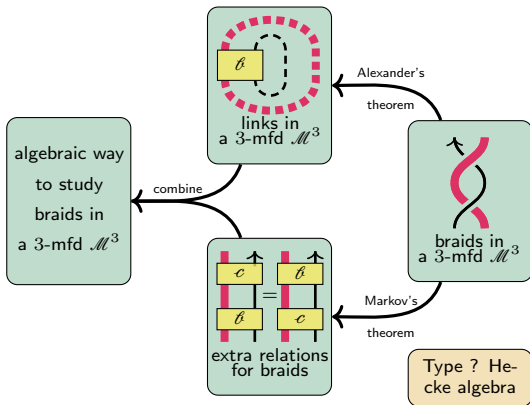 𝒷
links in
a 3-mfd ℳ³
Alexander's
theorem
algebraic way
to study
braids in
a 3-mfd ℳ³
combine
braids in
a 3-mfd ℳ³
𝒸
𝒷
=
𝒷
𝒸
extra relations
for braids
Markov's
theorem
Type ? He-
cke algebra